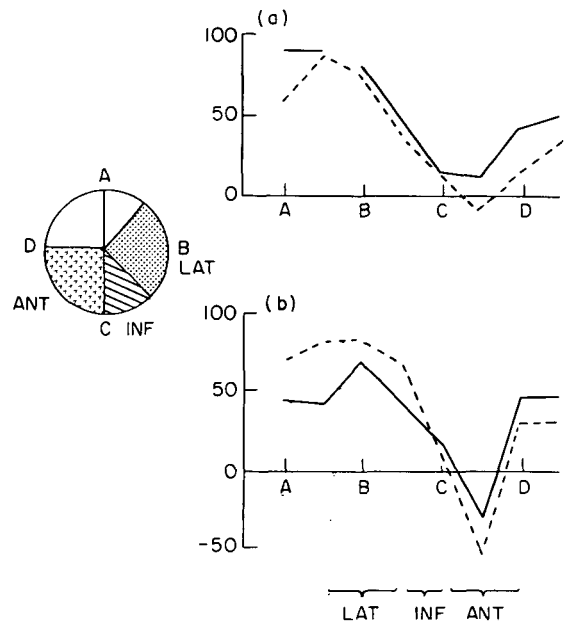 (a)
100
50
0
A B C D
A
D
B
LAT
ANT
C INF
(b)
100
50
0
A B C D
-50
LAT INF ANT